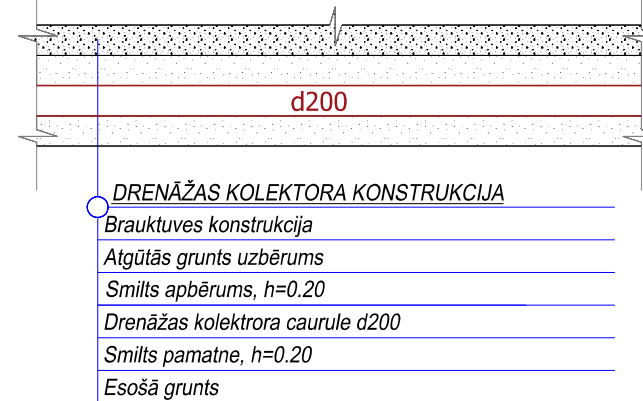 d200
DRENĀŽAS KOLEKTORA KONSTRUKCIJA
Brauktuves konstrukcija
Atgūtās grunts uzbērums
Smilts apbērums, h=0.20
Drenāžas kolektrora caurule d200
Smilts pamatne, h=0.20
Esošā grunts